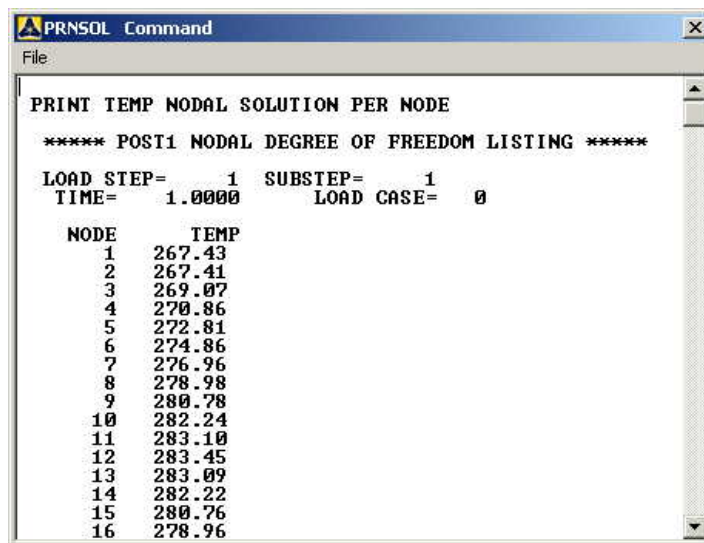 PRNSOL Command
File
PRINT TEMP NODAL SOLUTION PER NODE
***** POST1 NODAL DEGREE OF FREEDOM LISTING *****
LOAD STEP= 1 SUBSTEP= 1
TIME= 1.0000 LOAD CASE= 0
NODE TEMP
1 267.43
2 267.41
3 269.07
4 270.86
5 272.81
6 274.86
7 276.96
8 278.98
9 280.78
10 282.24
11 283.10
12 283.45
13 283.09
14 282.22
15 280.76
16 278.96